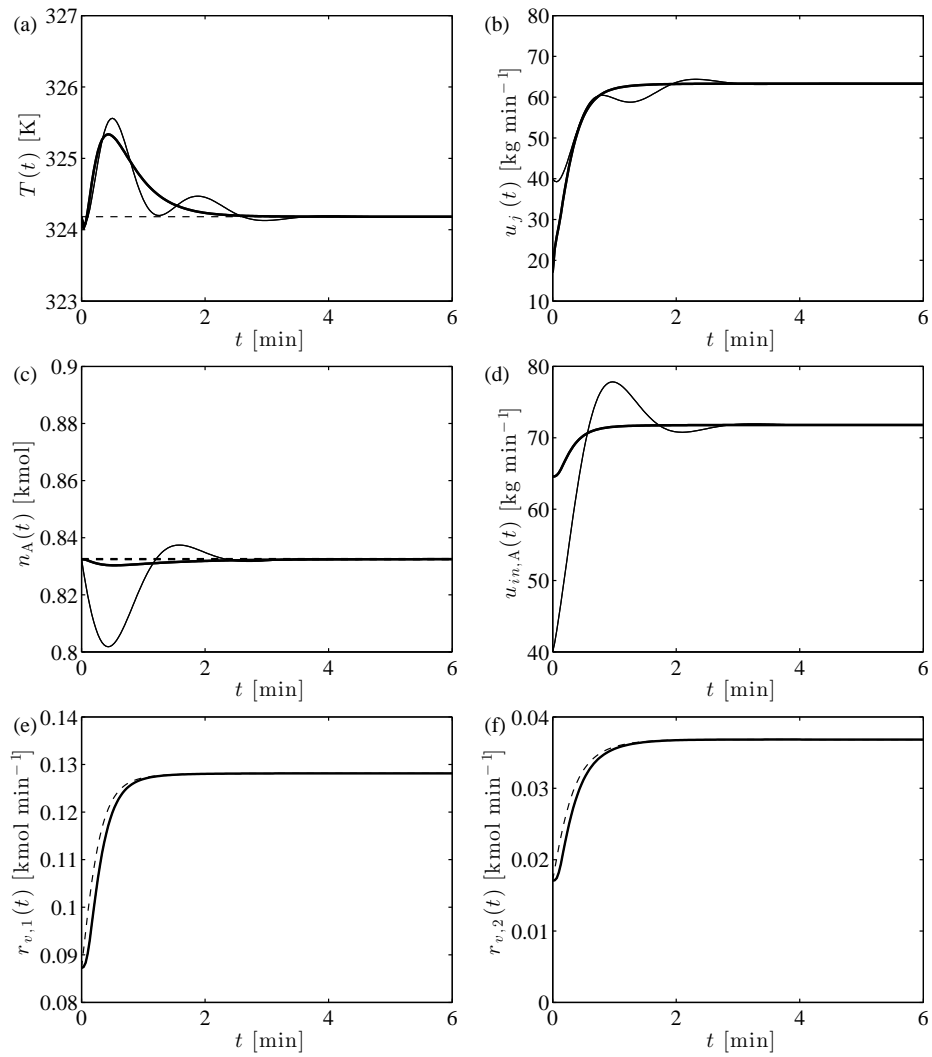 (a)
327
326
325
324
323
T(t) [K]
0 2 4 6
t [min]
(b)
80
70
60
50
40
30
20
10
u_j(t) [kg min⁻¹]
0 2 4 6
t [min]
(c)
0.9
0.88
0.86
0.84
0.82
0.8
n_A(t) [kmol]
0 2 4 6
t [min]
(d)
80
70
60
50
40
u_{in,A}(t) [kg min⁻¹]
0 2 4 6
t [min]
(e)
0.14
0.13
0.12
0.11
0.1
0.09
0.08
r_{v,1}(t) [kmol min⁻¹]
0 2 4 6
t [min]
(f)
0.04
0.03
0.02
0.01
0
r_{v,2}(t) [kmol min⁻¹]
0 2 4 6
t [min]